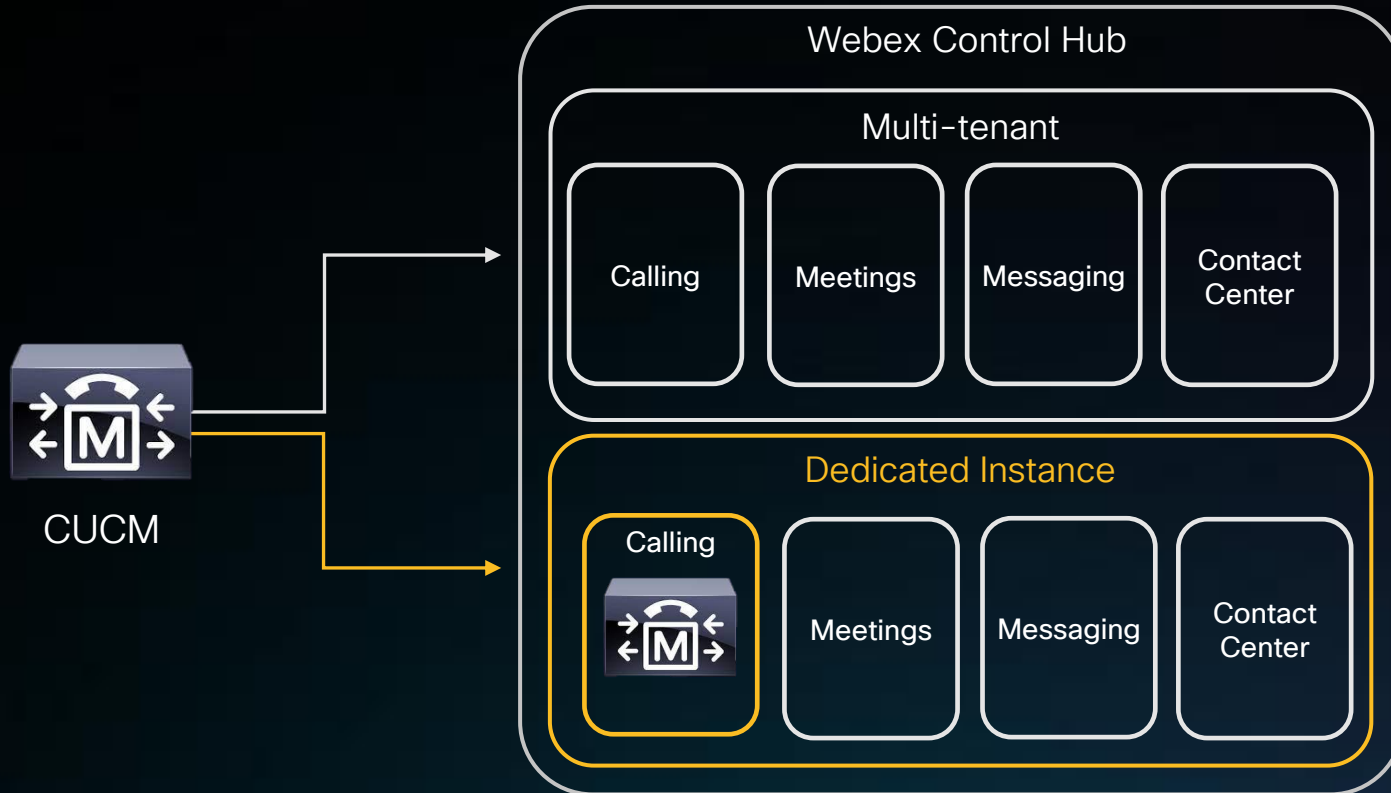 Webex Control Hub
Multi-tenant
Calling
Meetings
Messaging
Contact
Center
M
CUCM
Dedicated Instance
Calling
M
Meetings
Messaging
Contact
Center